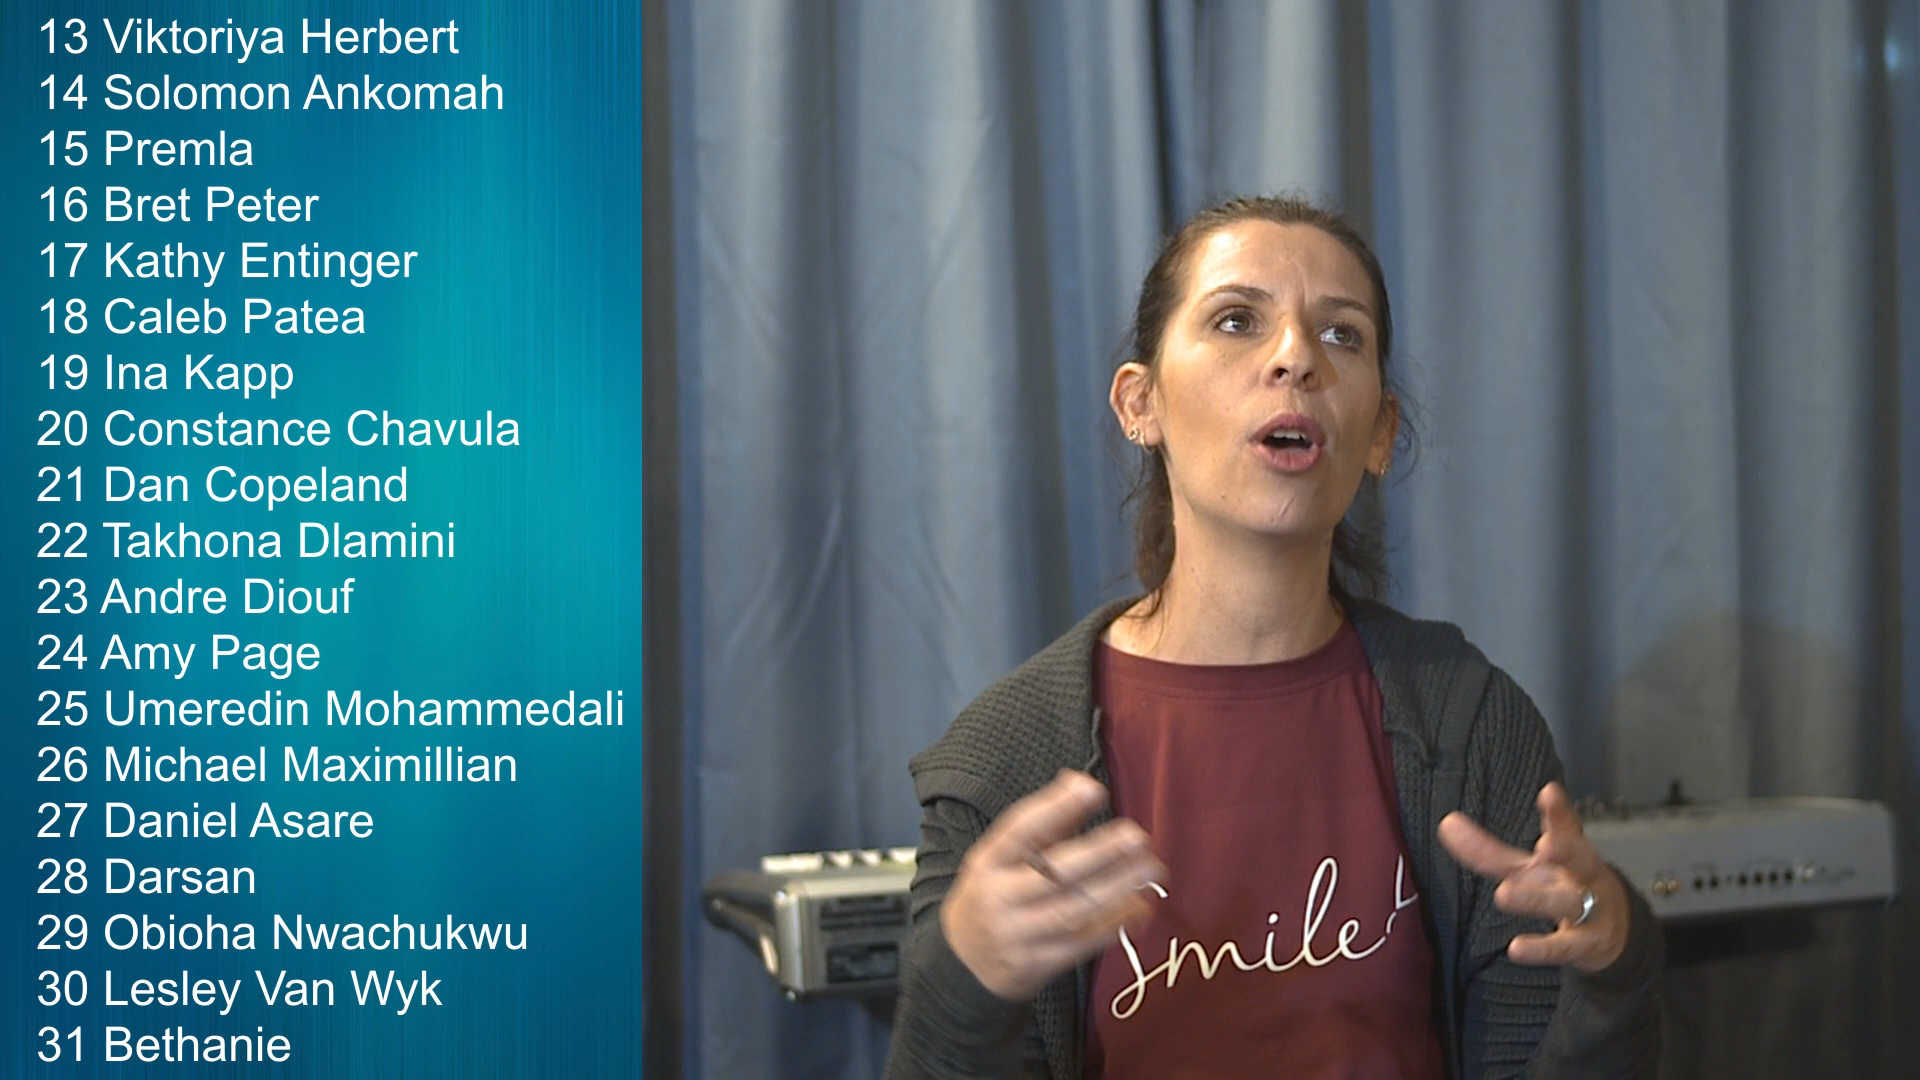 13 Viktoriya Herbert
14 Solomon Ankomah
15 Premla
16 Bret Peter
17 Kathy Entinger
18 Caleb Patea
19 Ina Kapp
20 Constance Chavula
21 Dan Copeland
22 Takhona Dlamini
23 Andre Diouf
24 Amy Page
25 Umeredin Mohammedali
26 Michael Maximillian
27 Daniel Asare
28 Darsan
29 Obioha Nwachukwu
30 Lesley Van Wyk
31 Bethanie
Smile